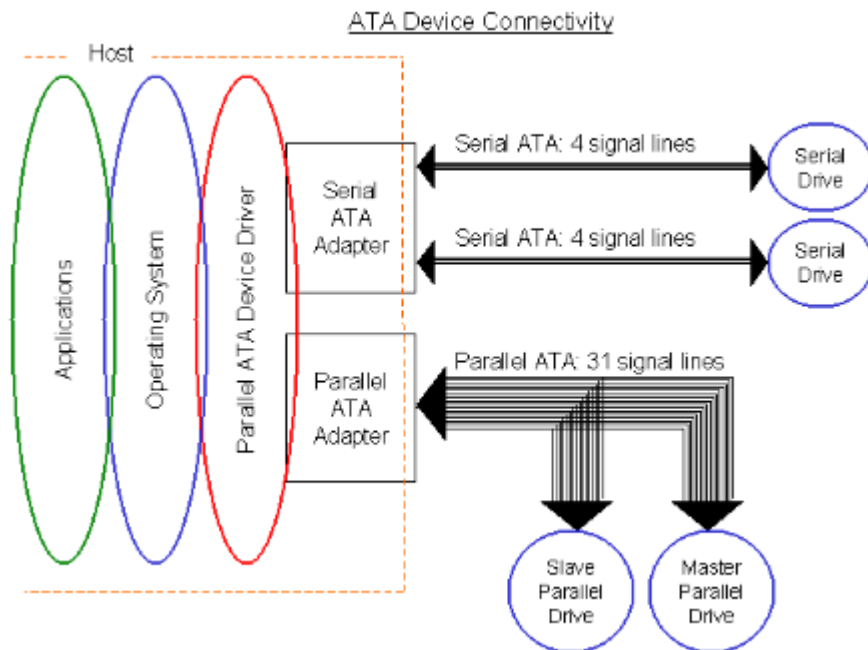 ATA Device Connectivity
Host
Applications
Operating System
Parallel ATA Device Driver
Serial
ATA
Adapter
Serial ATA: 4 signal lines
Serial
Drive
Serial ATA: 4 signal lines
Serial
Drive
Parallel
ATA
Adapter
Parallel ATA: 31 signal lines
Slave
Parallel
Drive
Master
Parallel
Drive